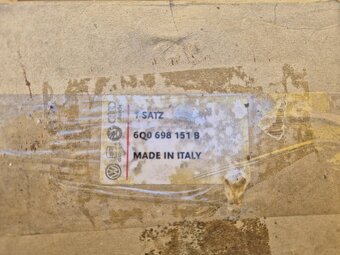 1 SATZ
6Q0 698 151 B
MADE IN ITALY